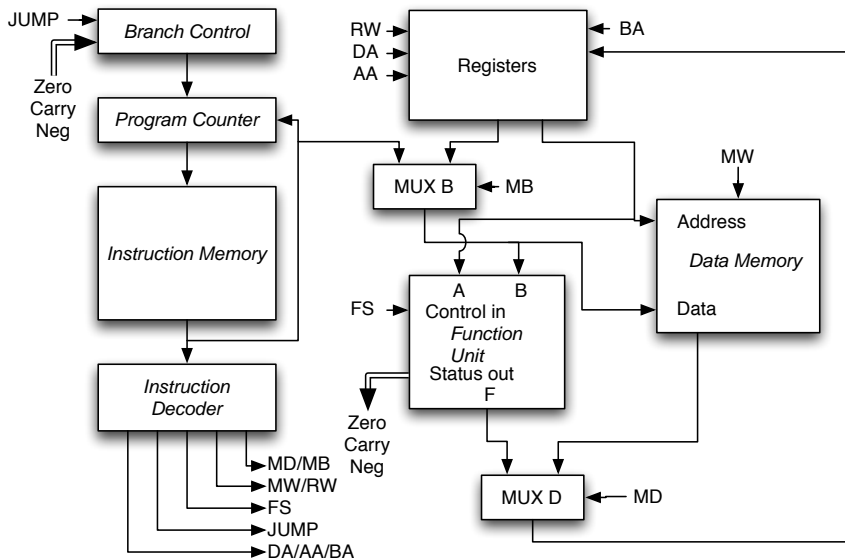 JUMP
Branch Control
Zero
Carry
Neg
Program Counter
Instruction Memory
Instruction
Decoder
MD/MB
MW/RW
FS
JUMP
DA/AA/BA
RW
DA
AA
Registers
BA
MUX B
MB
MW
Address
Data Memory
Data
A B
FS
Control in
Function
Unit
Status out
F
Zero
Carry
Neg
MUX D
MD